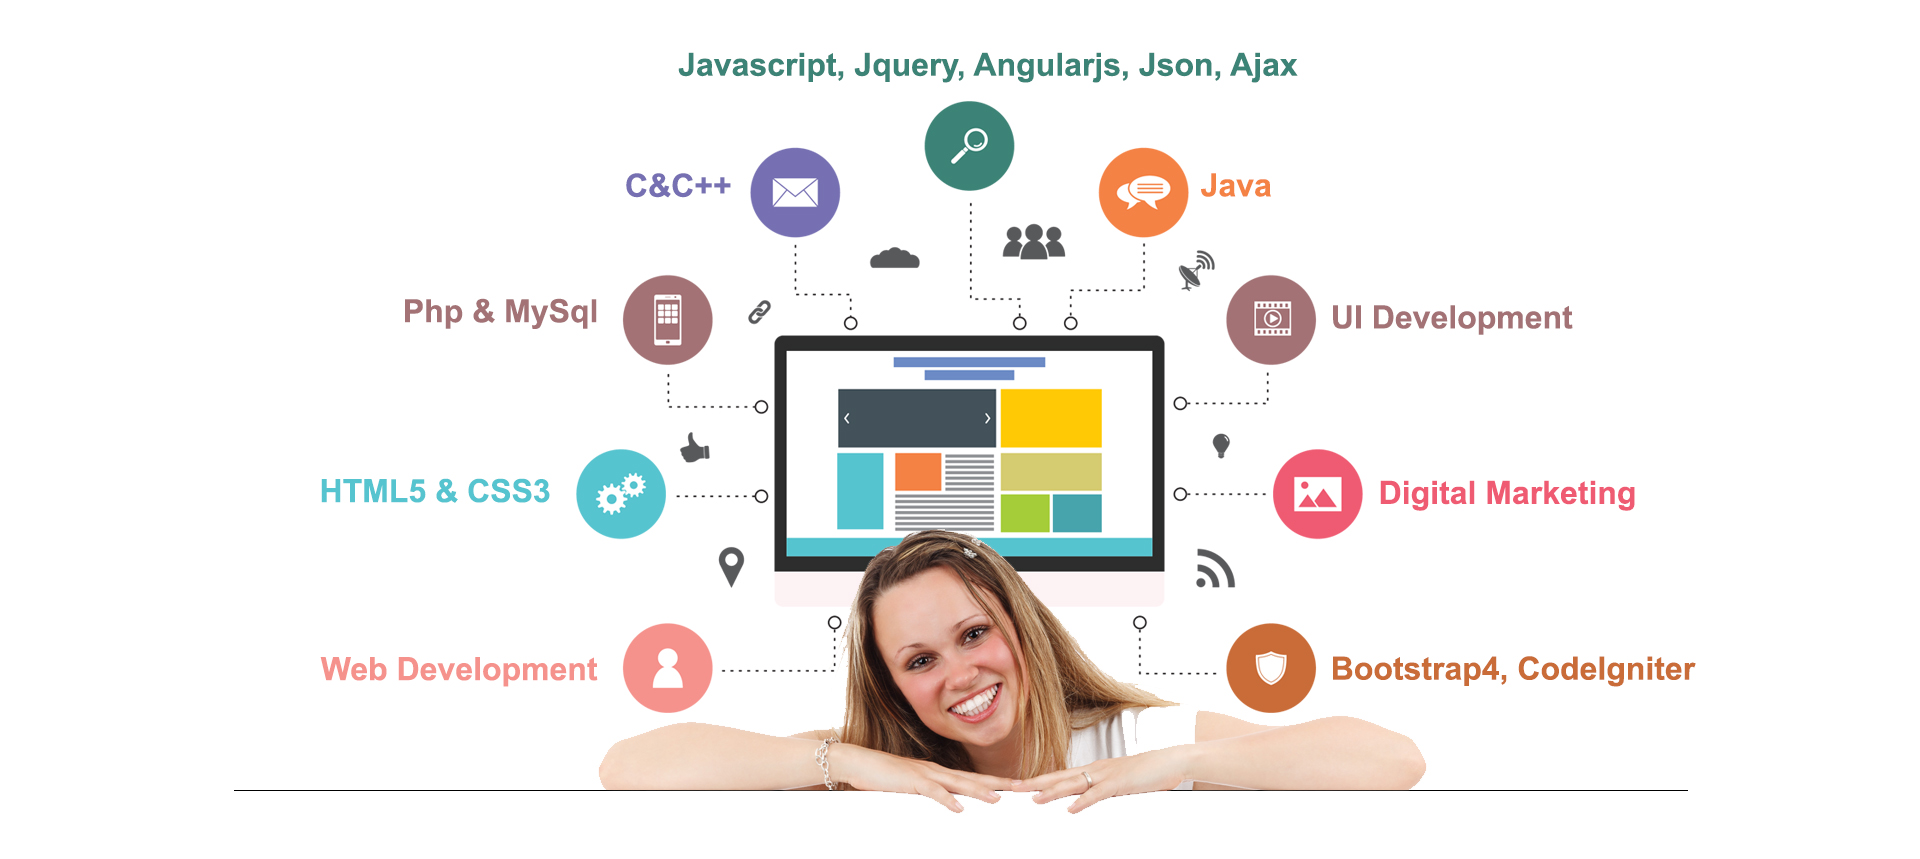 Javascript, Jquery, Angularjs, Json, Ajax
C&C++
Java
Php & MySql
UI Development
HTML5 & CSS3
Digital Marketing
Web Development
Bootstrap4, CodeIgniter